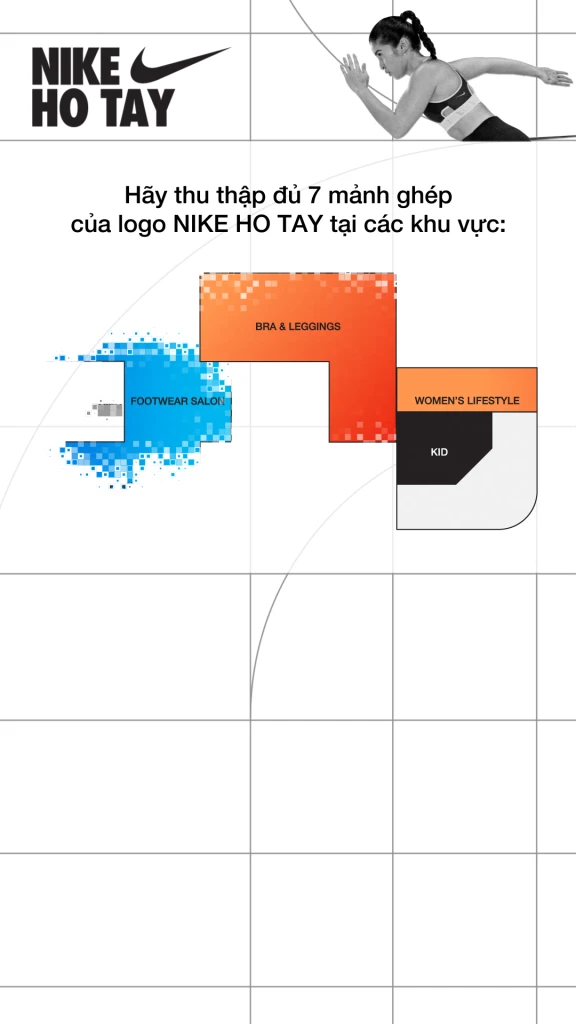 NIKE
HO TAY
Hãy thu thập đủ 7 mảnh ghép
của logo NIKE HO TAY tại các khu vực:
BRA & LEGGINGS
FOOTWEAR SALON
WOMEN'S LIFESTYLE
KID